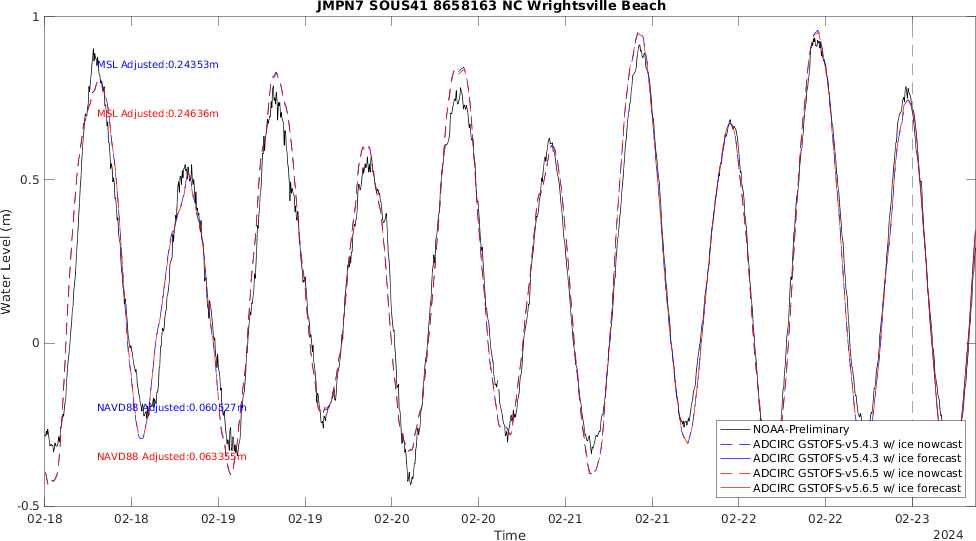 JMPN7 SOUS41 8658163 NC Wrightsville Beach
1
MSL Adjusted:0.24353m
MSL Adjusted:0.24636m
0.5
Water Level (m)
0
NAVD88 Adjusted:0.060527m
NAVD88 Adjusted:0.063355m
-0.5
NOAA-Preliminary
ADCIRC GSTOFS-v5.4.3 w/ ice nowcast
ADCIRC GSTOFS-v5.4.3 w/ ice forecast
ADCIRC GSTOFS-v5.6.5 w/ ice nowcast
ADCIRC GSTOFS-v5.6.5 w/ ice forecast
02-18 02-18 02-19 02-19 02-20 02-20 02-21 02-21 02-22 02-22 02-23
Time
2024